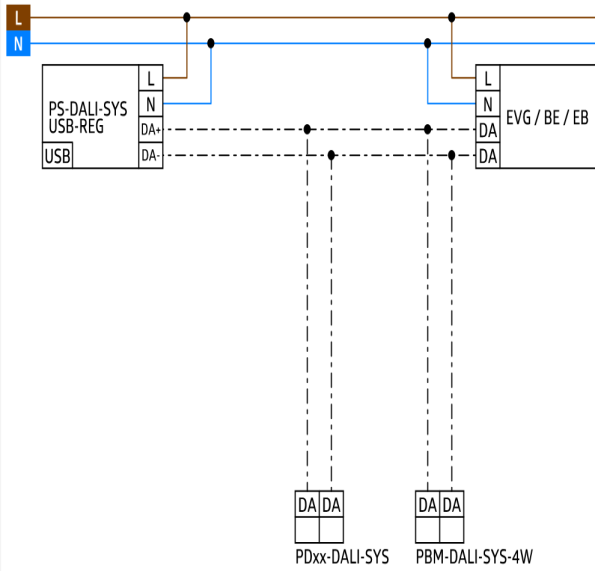 L
N
PS-DALI-SYS
USB-REG
USB
L
N
DA+
DA-
L
N
DA
DA
EVG / BE / EB
DA DA
PDxx-DALI-SYS
DA DA
PBM-DALI-SYS-4W